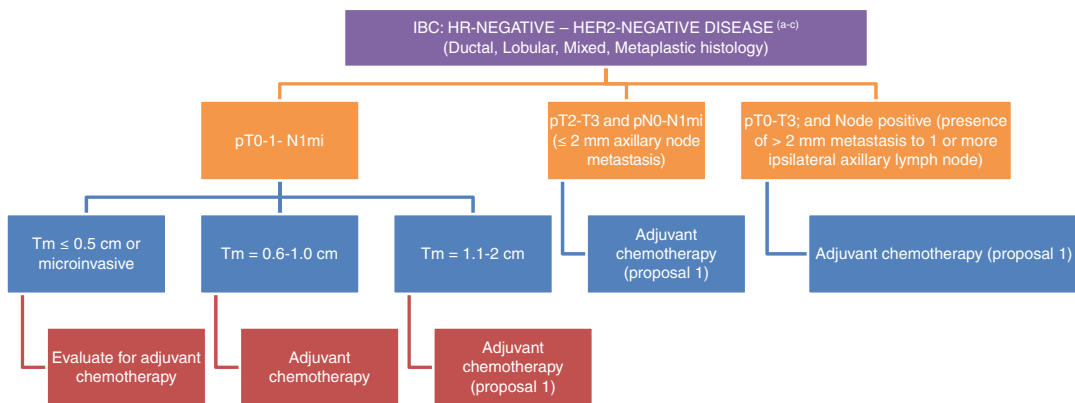 IBC: HR-NEGATIVE – HER2-NEGATIVE DISEASE (a-c)
(Ductal, Lobular, Mixed, Metaplastic histology)
pT0-1- N1mi
pT2-T3 and pN0-N1mi
(≤ 2 mm axillary node
metastasis)
pT0-T3; and Node positive (presence
of > 2 mm metastasis to 1 or more
ipsilateral axillary lymph node)
Tm ≤ 0.5 cm or
microinvasive
Tm = 0.6-1.0 cm
Tm = 1.1-2 cm
Adjuvant
chemotherapy
(proposal 1)
Adjuvant chemotherapy (proposal 1)
Evaluate for adjuvant
chemotherapy
Adjuvant
chemotherapy
Adjuvant
chemotherapy
(proposal 1)